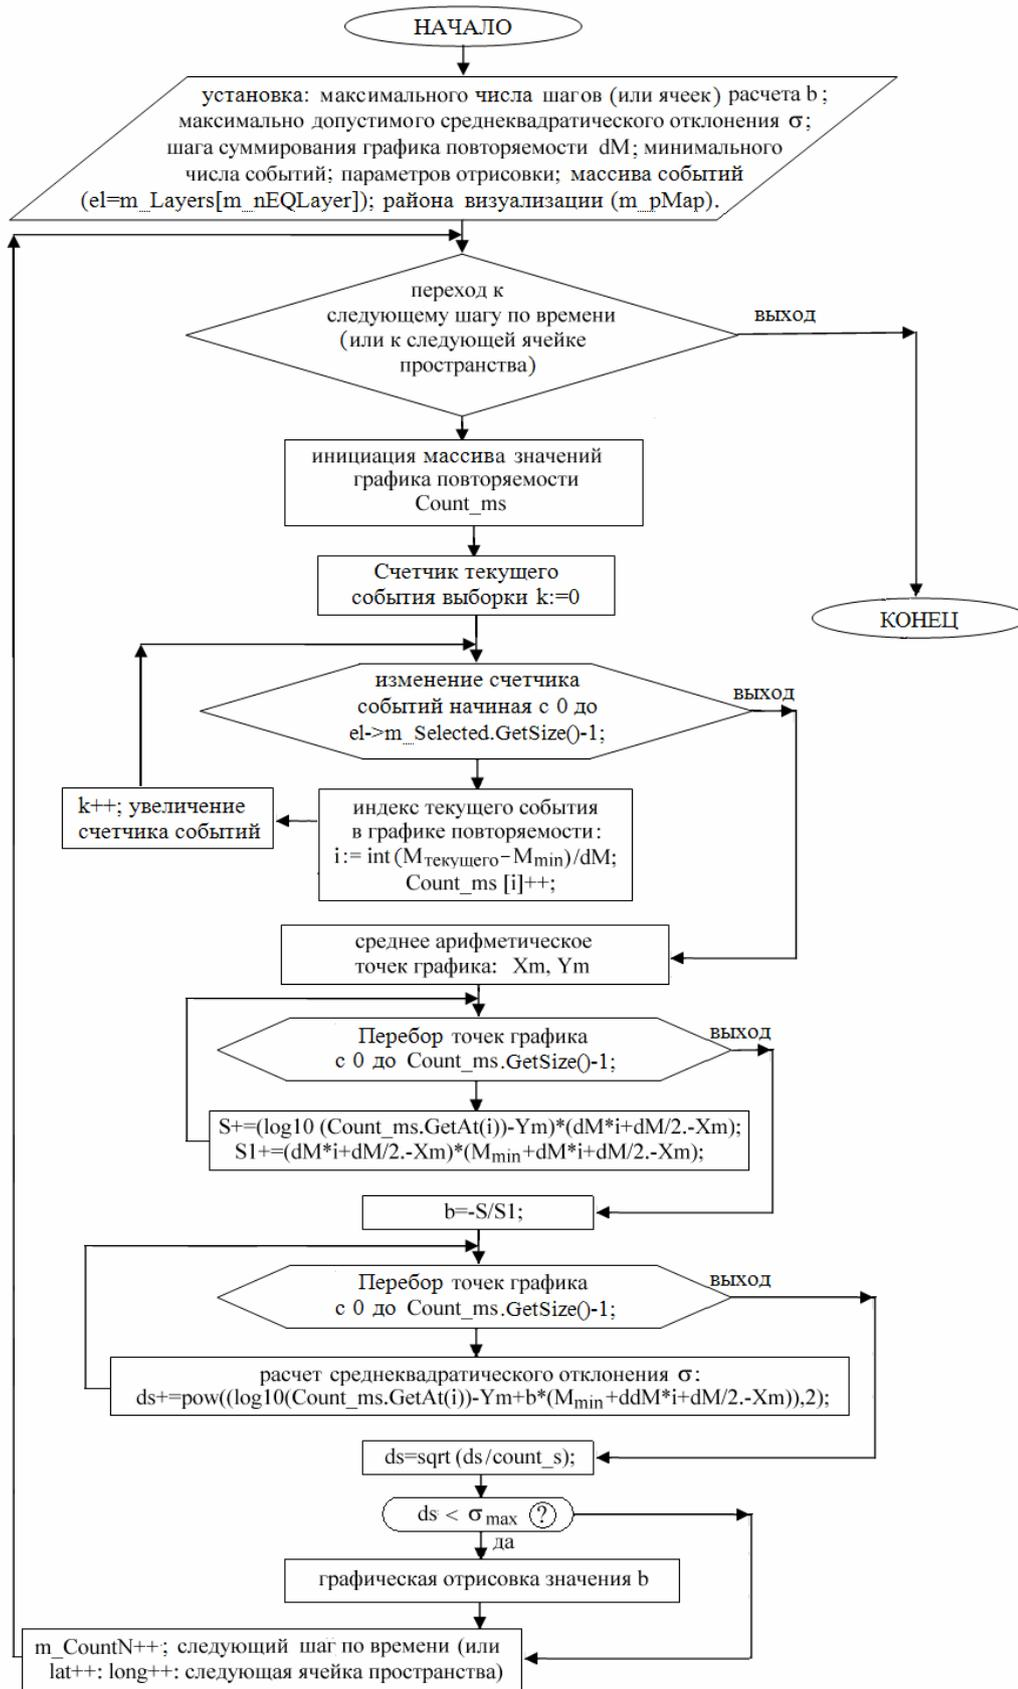 НАЧАЛО
установка: максимального числа шагов (или ячеек) расчета b;
максимально допустимого среднеквадратического отклонения σ;
шага суммирования графика повторяемости dM; минимального
числа событий; параметров отрисовки; массива событий
(el=m_Layers[m_nEQLayer]); района визуализации (m_pMap).
переход к
следующему шагу по времени
(или к следующей ячейке
пространства)
выход
инициация массива значений
графика повторяемости
Count_ms
Счетчик текущего
события выборки k:=0
КОНЕЦ
изменение счетчика
событий начиная с 0 до
el->m_Selected.GetSize()-1;
выход
k++; увеличение
счетчика событий
индекс текущего события
в графике повторяемости:
i:= int (Mтекущего−Mmin)/dM;
Count_ms [i]++;
среднее арифметическое
точек графика: Xm, Ym
Перебор точек графика
с 0 до Count_ms.GetSize()-1;
выход
S+=(log10 (Count_ms.GetAt(i))-Ym)*(dM*i+dM/2.-Xm);
S1+=(dM*i+dM/2.-Xm)*(Mmin+dM*i+dM/2.-Xm);
b=-S/S1;
Перебор точек графика
с 0 до Count_ms.GetSize()-1;
выход
расчет среднеквадратического отклонения σ:
ds+=pow((log10(Count_ms.GetAt(i))-Ym+b*(Mmin+ddM*i+dM/2.-Xm)),2);
ds=sqrt (ds/count_s);
ds < σmax ?
да
графическая отрисовка значения b
m_CountN++; следующий шаг по времени (или
lat++: long++: следующая ячейка пространства)